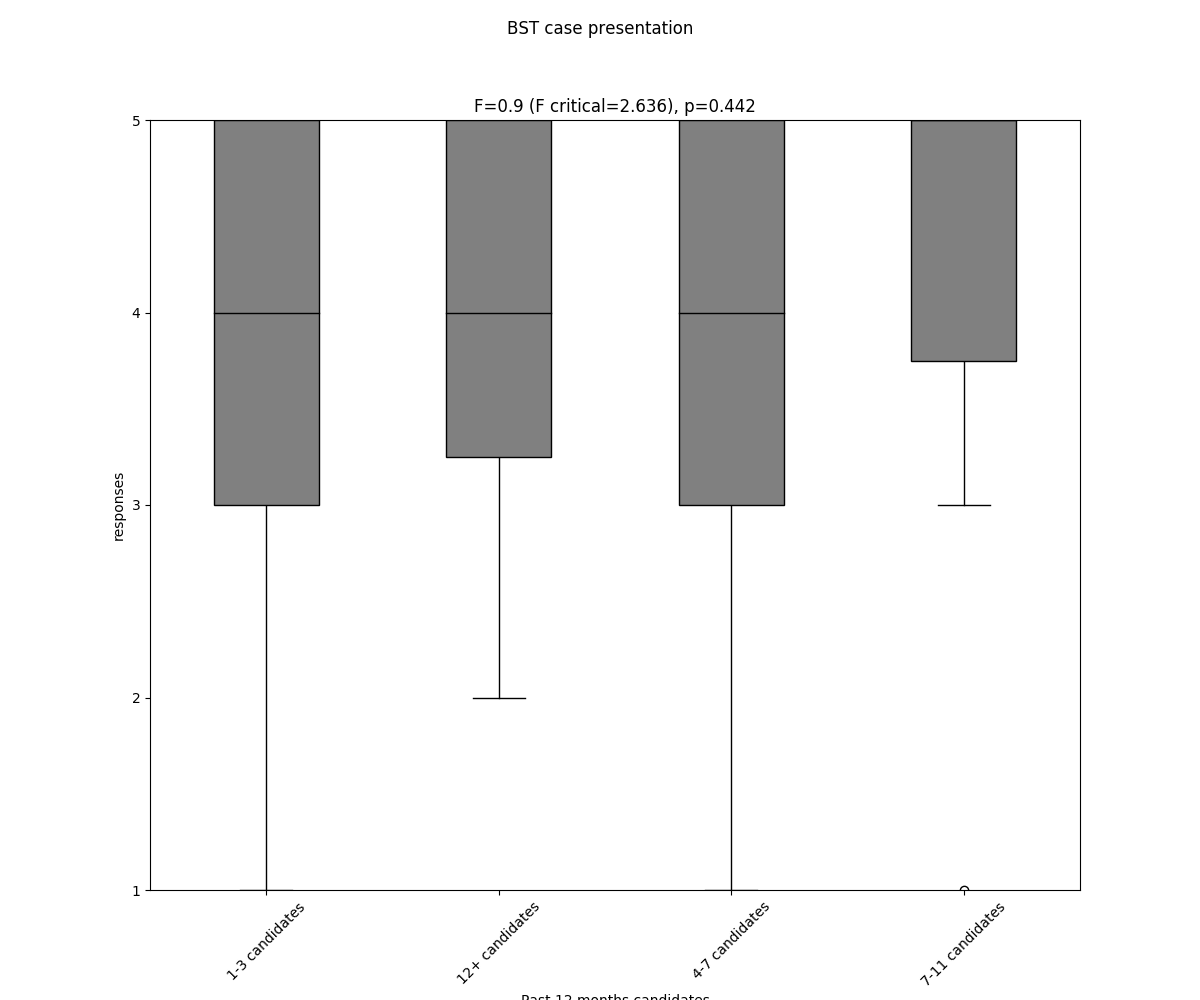 BST case presentation
F=0.9 (F critical=2.636), p=0.442
5
4
3
2
1
responses
1-3 candidates
12+ candidates
4-7 candidates
7-11 candidates
Past 12 months candidates